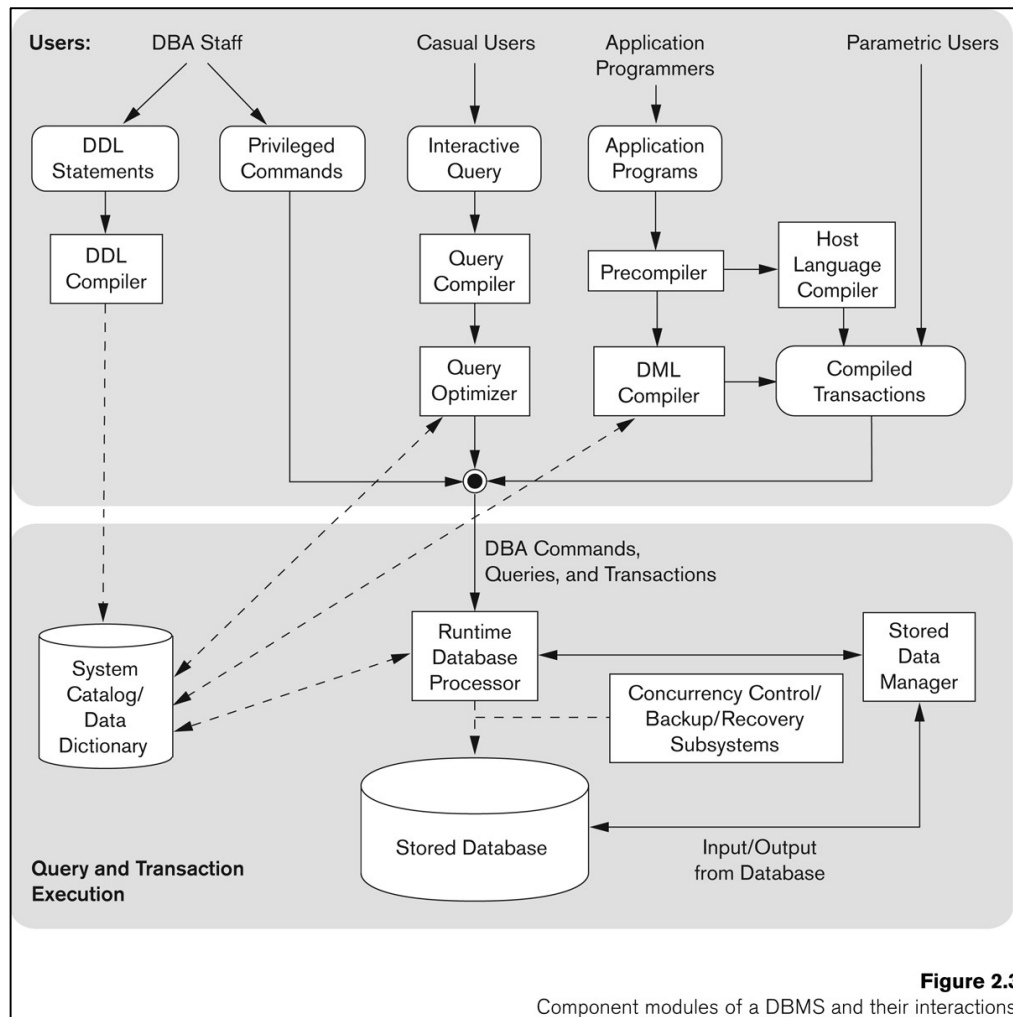 Users:
DBA Staff
Casual Users
Application
Programmers
Parametric Users
DDL
Statements
Privileged
Commands
Interactive
Query
Application
Programs
DDL
Compiler
Query
Compiler
Precompiler
Host
Language
Compiler
Query
Optimizer
DML
Compiler
Compiled
Transactions
DBA Commands,
Queries, and Transactions
System
Catalog/
Data
Dictionary
Runtime
Database
Processor
Stored
Data
Manager
Concurrency Control/
Backup/Recovery
Subsystems
Stored Database
Input/Output
from Database
Query and Transaction
Execution
Figure 2.3
Component modules of a DBMS and their interactions